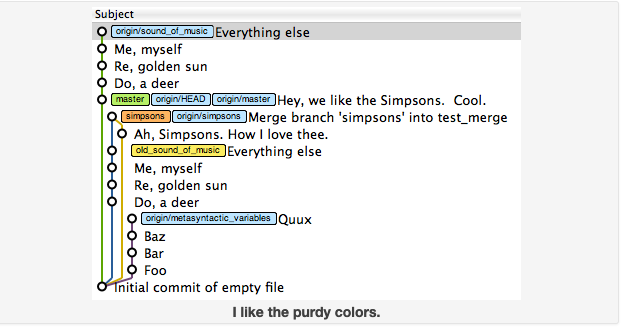 Subject
origin/sound_of_music Everything else
Me, myself
Re, golden sun
Do, a deer
master origin/HEAD origin/master Hey, we like the Simpsons.  Cool.
simpsons origin/simpsons Merge branch 'simpsons' into test_merge
Ah, Simpsons. How I love thee.
old_sound_of_music Everything else
Me, myself
Re, golden sun
Do, a deer
origin/metasyntactic_variables Quux
Baz
Bar
Foo
Initial commit of empty file
I like the purdy colors.